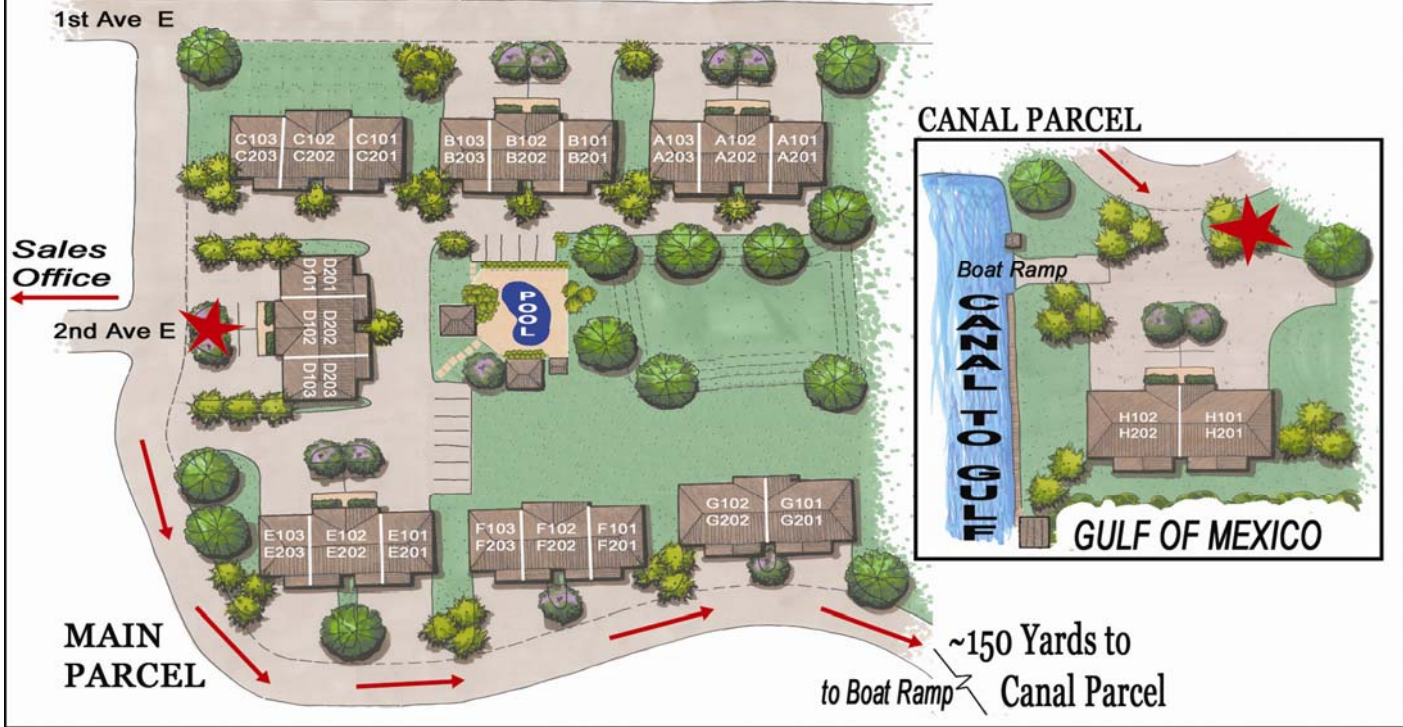 1st Ave E
C103 C102 C101
C203 C202 C201
B103 B102 B101
B203 B202 B201
A103 A102 A101
A203 A202 A201
Sales
Office
2nd Ave E
D201
D101
D202
D102
D203
D103
POOL
E103 E102 E101
E203 E202 E201
F103 F102 F101
F203 F202 F201
G102 G101
G202 G201
MAIN
PARCEL
~150 Yards to
Canal Parcel
to Boat Ramp
CANAL PARCEL
Boat Ramp
CANAL TO GULF
H102 H101
H202 H201
GULF OF MEXICO